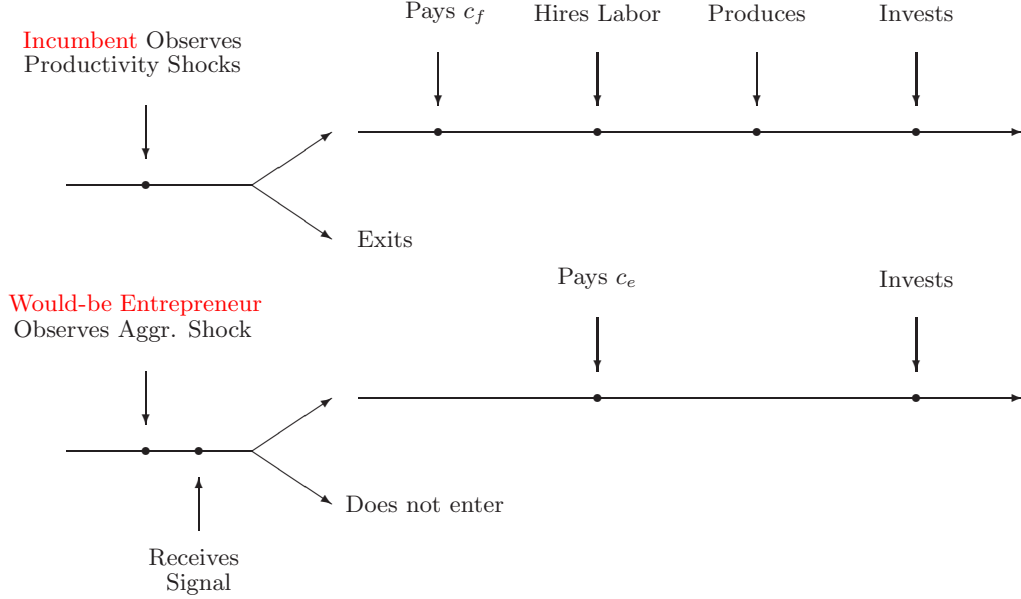 Pays c_f
Hires Labor
Produces
Invests
Incumbent Observes
Productivity Shocks
Exits
Pays c_e
Invests
Would-be Entrepreneur
Observes Aggr. Shock
Does not enter
Receives
Signal